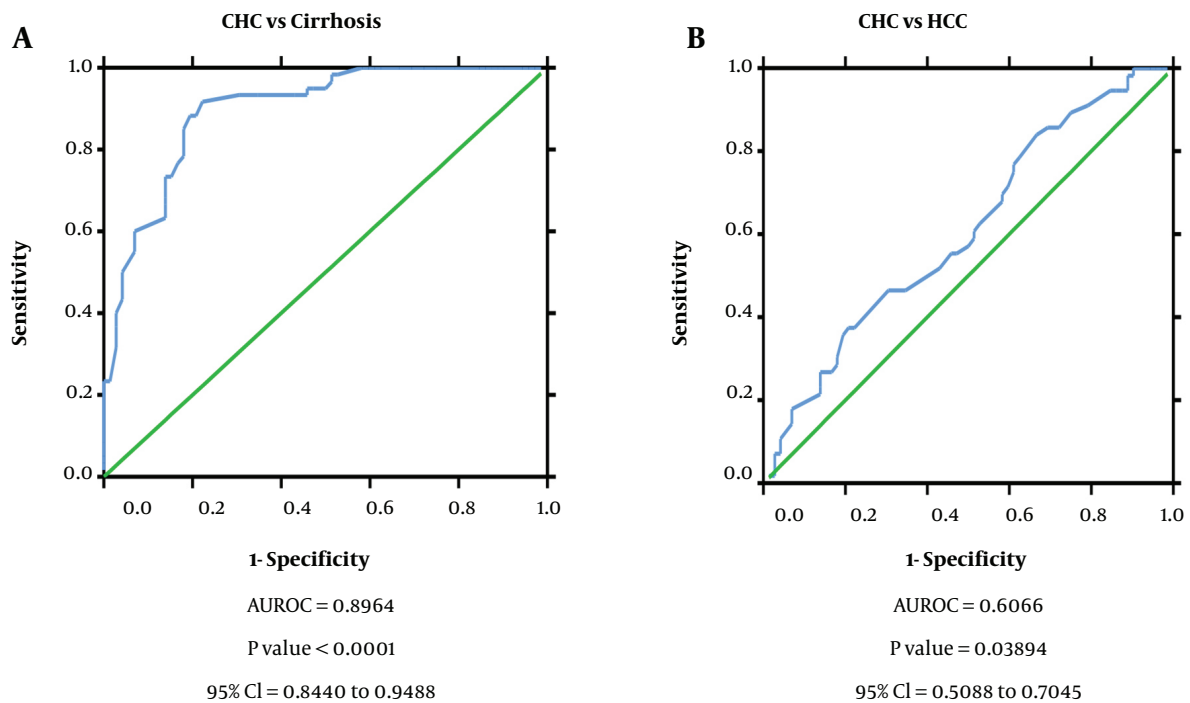 A
CHC vs Cirrhosis
1.0
0.8
0.6
0.4
0.2
0.0
Sensitivity
0.0 0.2 0.4 0.6 0.8 1.0
1- Specificity
AUROC = 0.8964
P value < 0.0001
95% Cl = 0.8440 to 0.9488
B
CHC vs HCC
1.0
0.8
0.6
0.4
0.2
0.0
Sensitivity
0.0 0.2 0.4 0.6 0.8 1.0
1- Specificity
AUROC = 0.6066
P value = 0.03894
95% Cl = 0.5088 to 0.7045